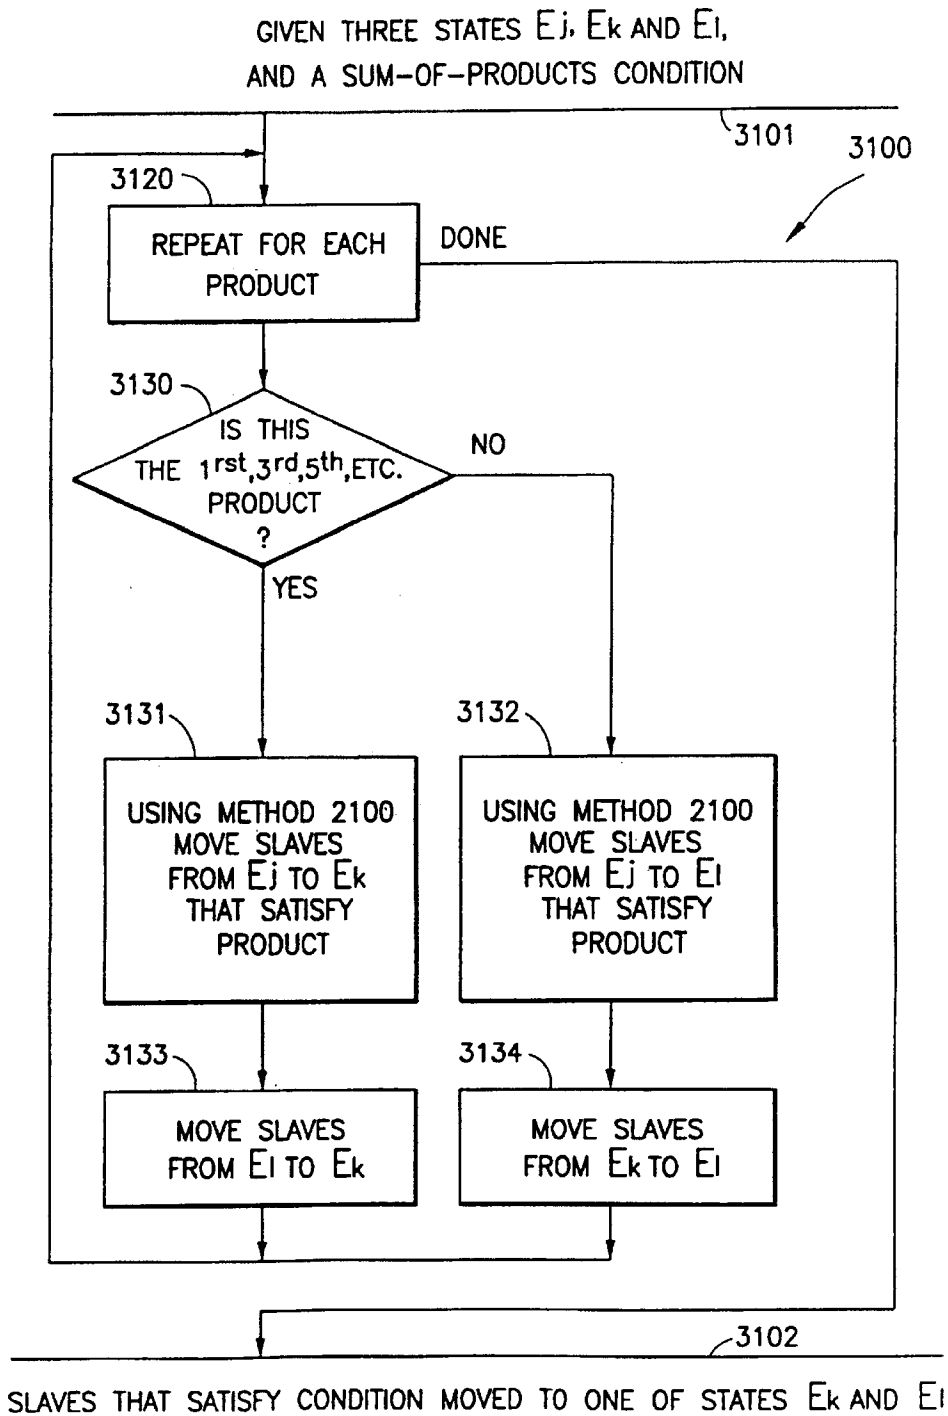 GIVEN THREE STATES Ej, Ek AND El,
AND A SUM-OF-PRODUCTS CONDITION
3101
3100
3120
REPEAT FOR EACH
PRODUCT
DONE
3130
IS THIS
THE 1rst,3rd,5th,ETC.
PRODUCT
?
NO
YES
3131
USING METHOD 2100
MOVE SLAVES
FROM Ej TO Ek
THAT SATISFY
PRODUCT
3132
USING METHOD 2100
MOVE SLAVES
FROM Ej TO El
THAT SATISFY
PRODUCT
3133
MOVE SLAVES
FROM El TO Ek
3134
MOVE SLAVES
FROM Ek TO El
3102
SLAVES THAT SATISFY CONDITION MOVED TO ONE OF STATES Ek AND El